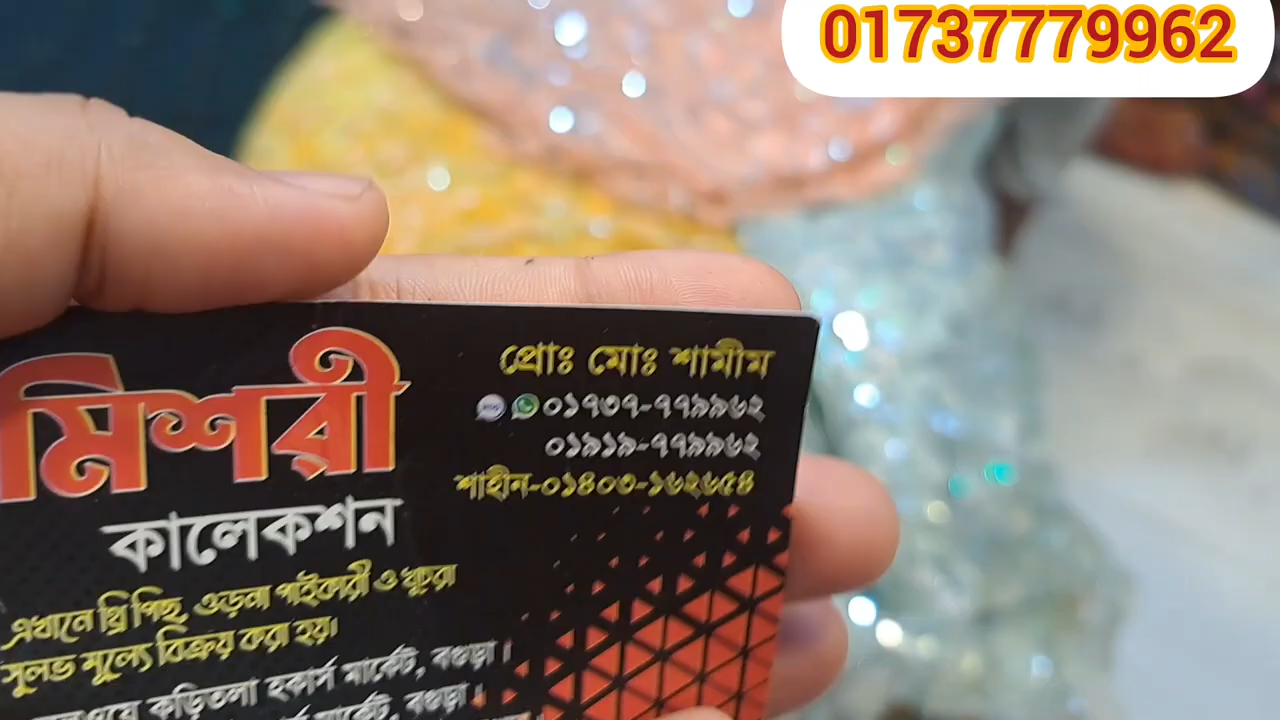 01737779962
মিশরী
কালেকশন
প্রোঃ মোঃ শামীম
০১৭৩৭-৭৭৯৯৬২
০১৯১৯-৭৭৯৯৬২
শাহীন-০১৪০৩-১৬২৬৫৪
এখানে থ্রি পিছ, ওড়না পাইকারী ও খুচরা
সুলভ মূল্যে বিক্রয় করা হয়।
কড়িতলা হকার্স মার্কেট, বগুড়া।
মার্কেট, বগুড়া।